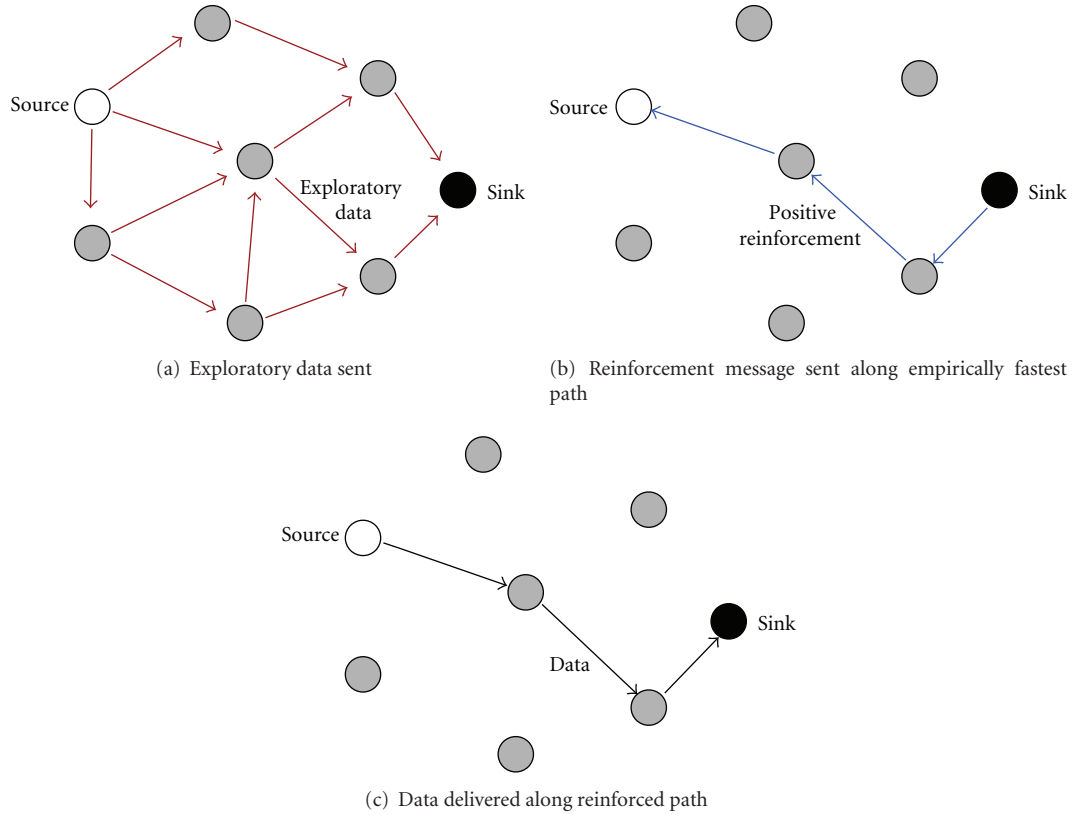 Source
Exploratory
data
Sink
(a) Exploratory data sent
Source
Positive
reinforcement
Sink
(b) Reinforcement message sent along empirically fastest
path
Source
Data
Sink
(c) Data delivered along reinforced path